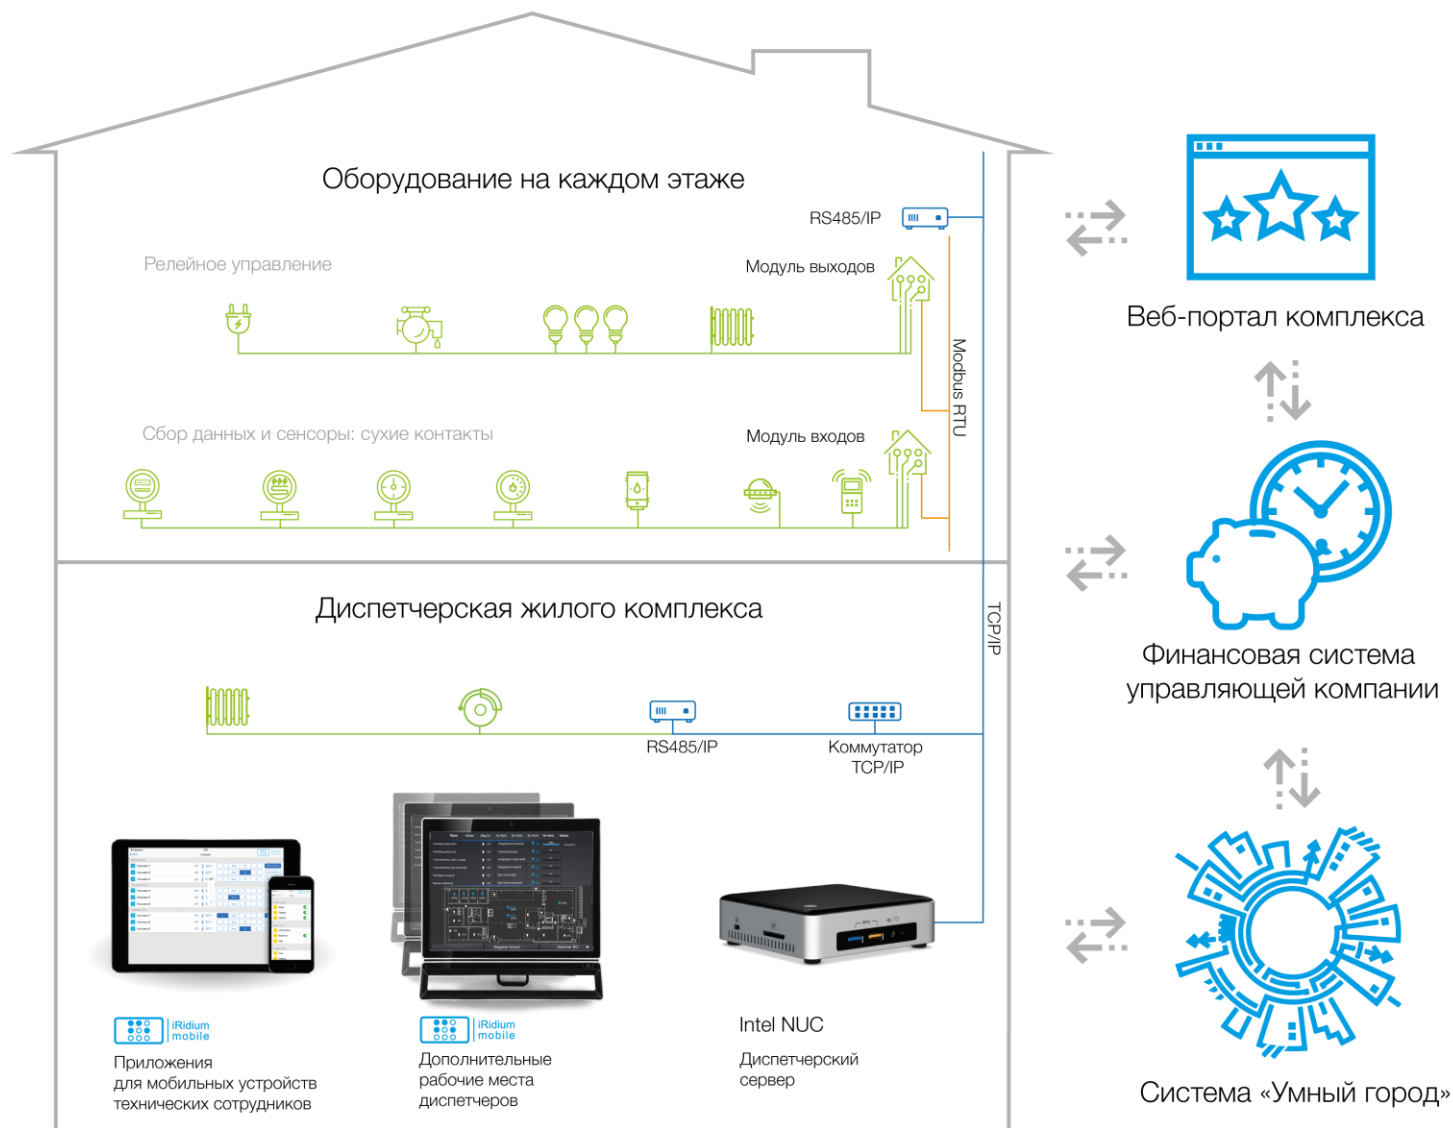 Оборудование на каждом этаже
RS485/IP
Релейное управление
Модуль выходов
Modbus RTU
Сбор данных и сенсоры: сухие контакты
Модуль входов
Диспетчерская жилого комплекса
TCP/IP
RS485/IP
Коммутатор
TCP/IP
iRidium
mobile
Приложения
для мобильных устройств
технических сотрудников
iRidium
mobile
Дополнительные
рабочие места
диспетчеров
Intel NUC
Диспетчерский
сервер
Веб-портал комплекса
Финансовая система
управляющей компании
Система «Умный город»